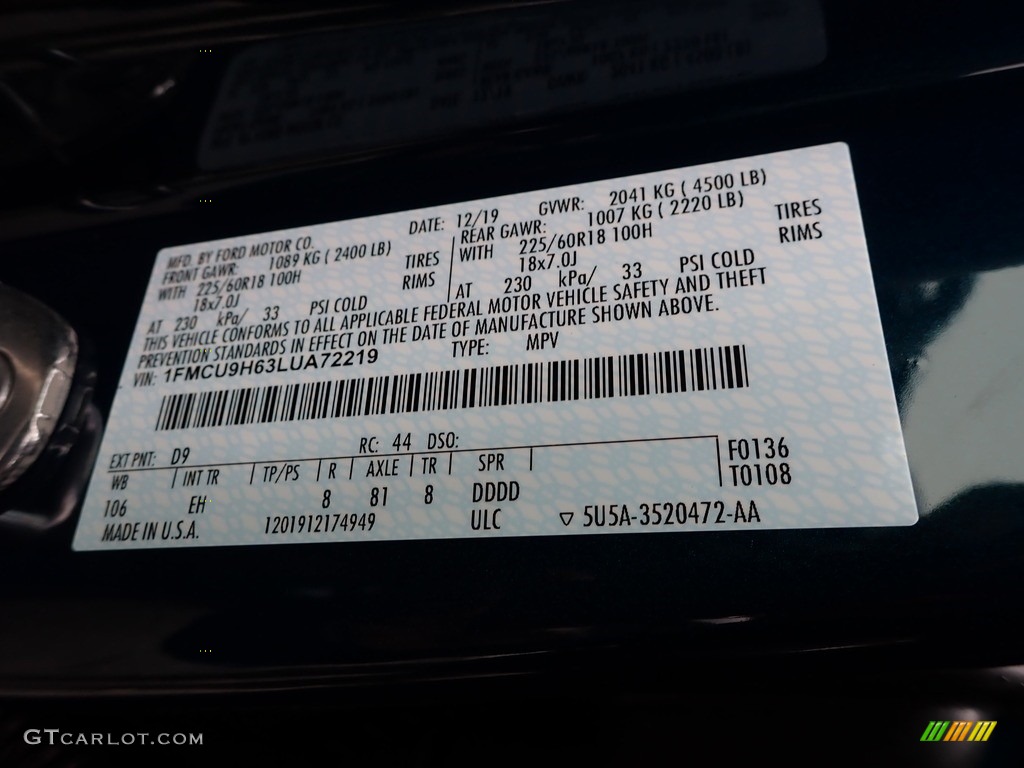 MFD. BY FORD MOTOR CO.
DATE: 12/19 GVWR: 2041 KG ( 4500 LB)
FRONT GAWR: 1089 KG ( 2400 LB)
REAR GAWR: 1007 KG ( 2220 LB)
WITH 225/60R18 100H TIRES
WITH 225/60R18 100H TIRES
18x7.0J RIMS
18x7.0J RIMS
AT 230 kPa/ 33 PSI COLD
AT 230 kPa/ 33 PSI COLD
THIS VEHICLE CONFORMS TO ALL APPLICABLE FEDERAL MOTOR VEHICLE SAFETY AND THEFT
PREVENTION STANDARDS IN EFFECT ON THE DATE OF MANUFACTURE SHOWN ABOVE.
VIN: 1FMCU9H63LUA72219 TYPE: MPV
EXT PNT: D9 RC: 44 DSO: F0136
WB INT TR TP/PS R AXLE TR SPR T0108
106 EH 8 81 8 DDDD
MADE IN U.S.A. 1201912174949 ULC ▽ 5U5A-3520472-AA
GTCARLOT.COM